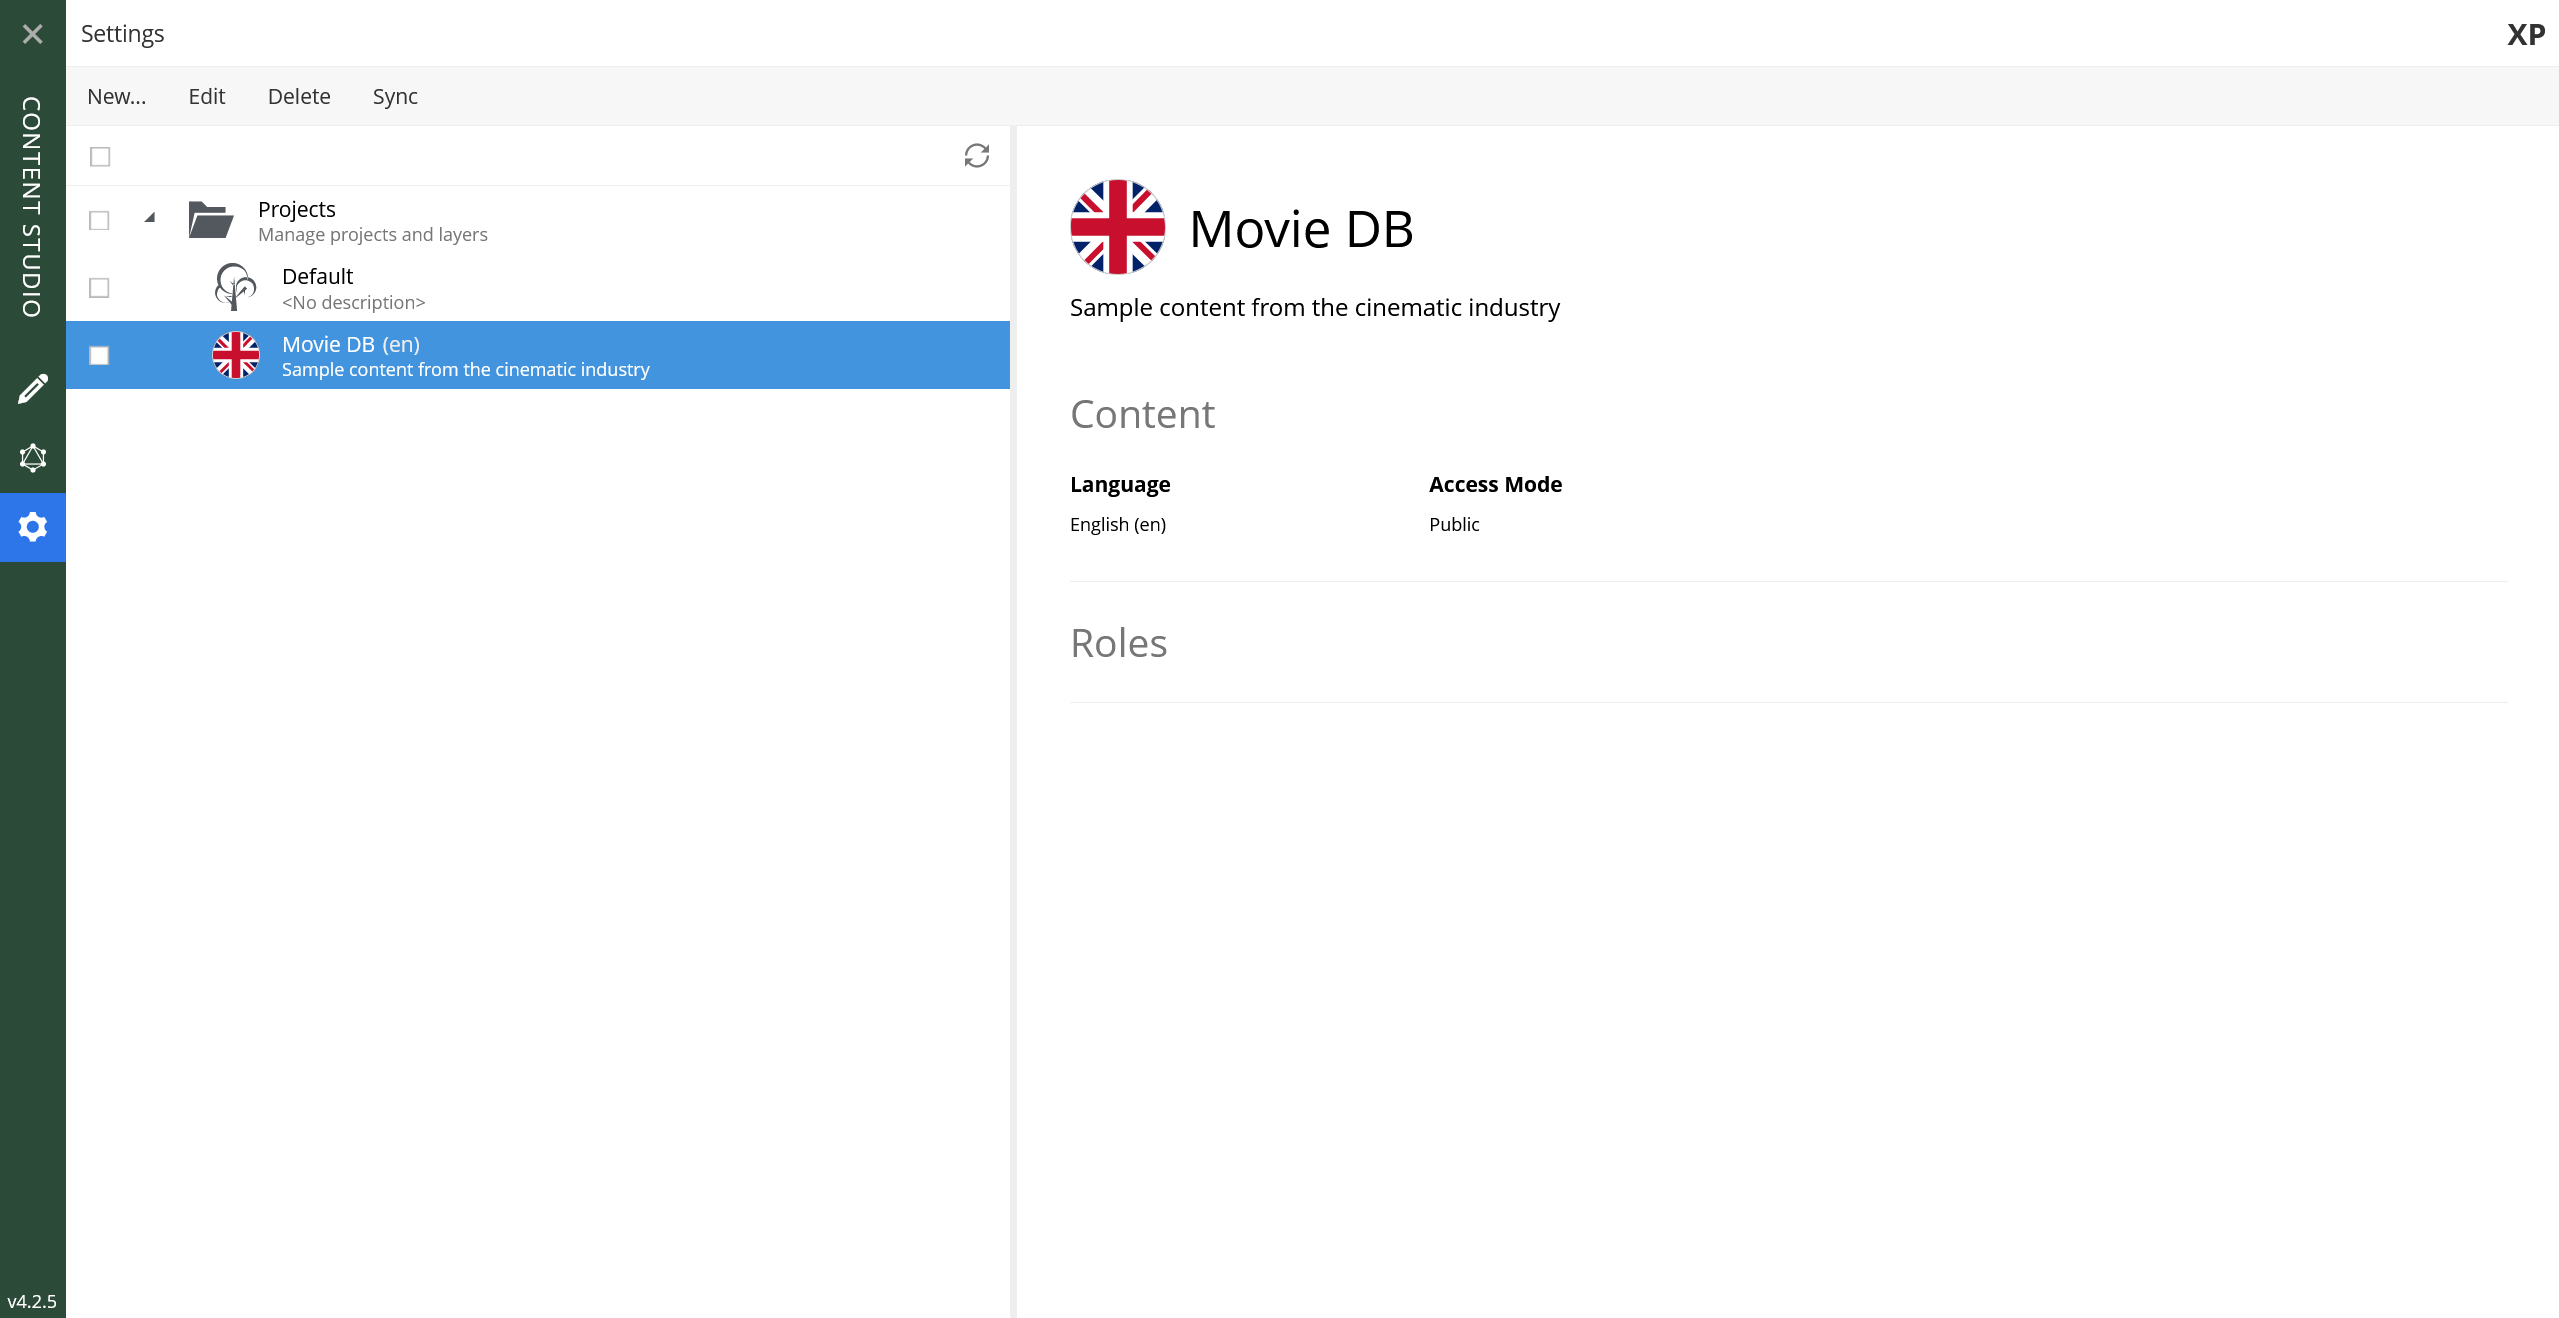 Settings
XP
CONTENT STUDIO
New...
Edit
Delete
Sync
Projects
Manage projects and layers
Default
<No description>
Movie DB (en)
Sample content from the cinematic industry
Movie DB
Sample content from the cinematic industry
Content
Language
Access Mode
English (en)
Public
Roles
v4.2.5